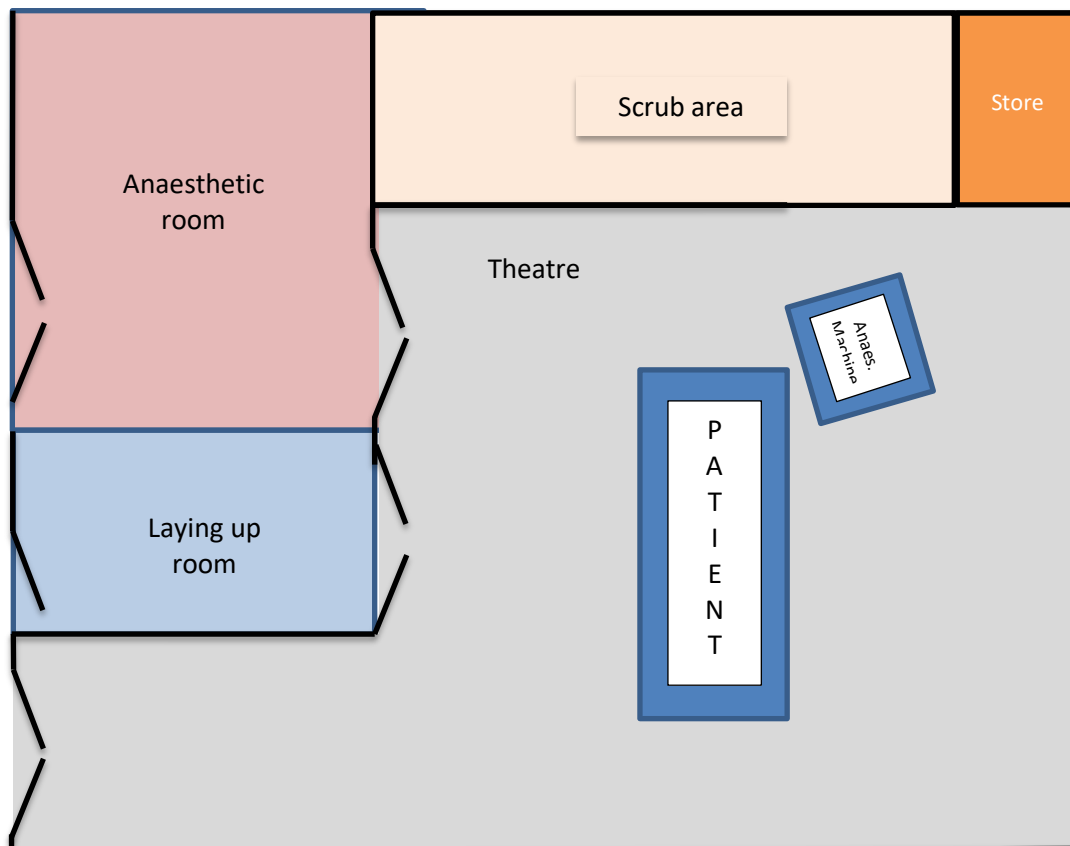 Scrub area
Store
Anaesthetic
room
Theatre
Anaes.
Machine
P
A
T
I
E
N
T
Laying up
room